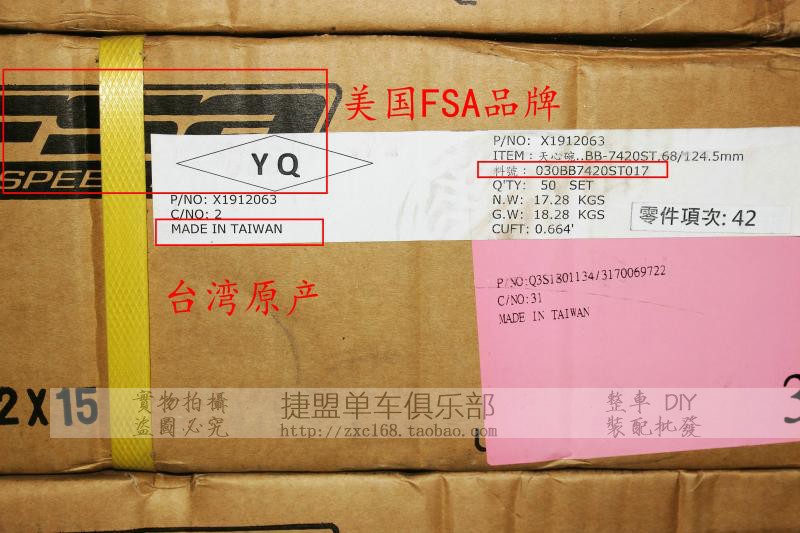 FSA
美国FSA品牌
SPEE
YQ
P/NO: X1912063
C/NO: 2
MADE IN TAIWAN
P/NO: X1912063
ITEM : 天心碗..BB-7420ST,68/124.5mm
料號 : 030BB7420ST017
Q'TY: 50 SET
N.W: 17.28 KGS
G.W: 18.28 KGS
CUFT: 0.664'
零件項次: 42
台湾原产
P/NO:Q3S1801134/3170069722
C/NO:31
MADE IN TAIWAN
2X15
3
實物拍攝
盗圖必究
捷盟单车俱乐部
http://zxc168.taobao.com
整車 DIY
裝配批發